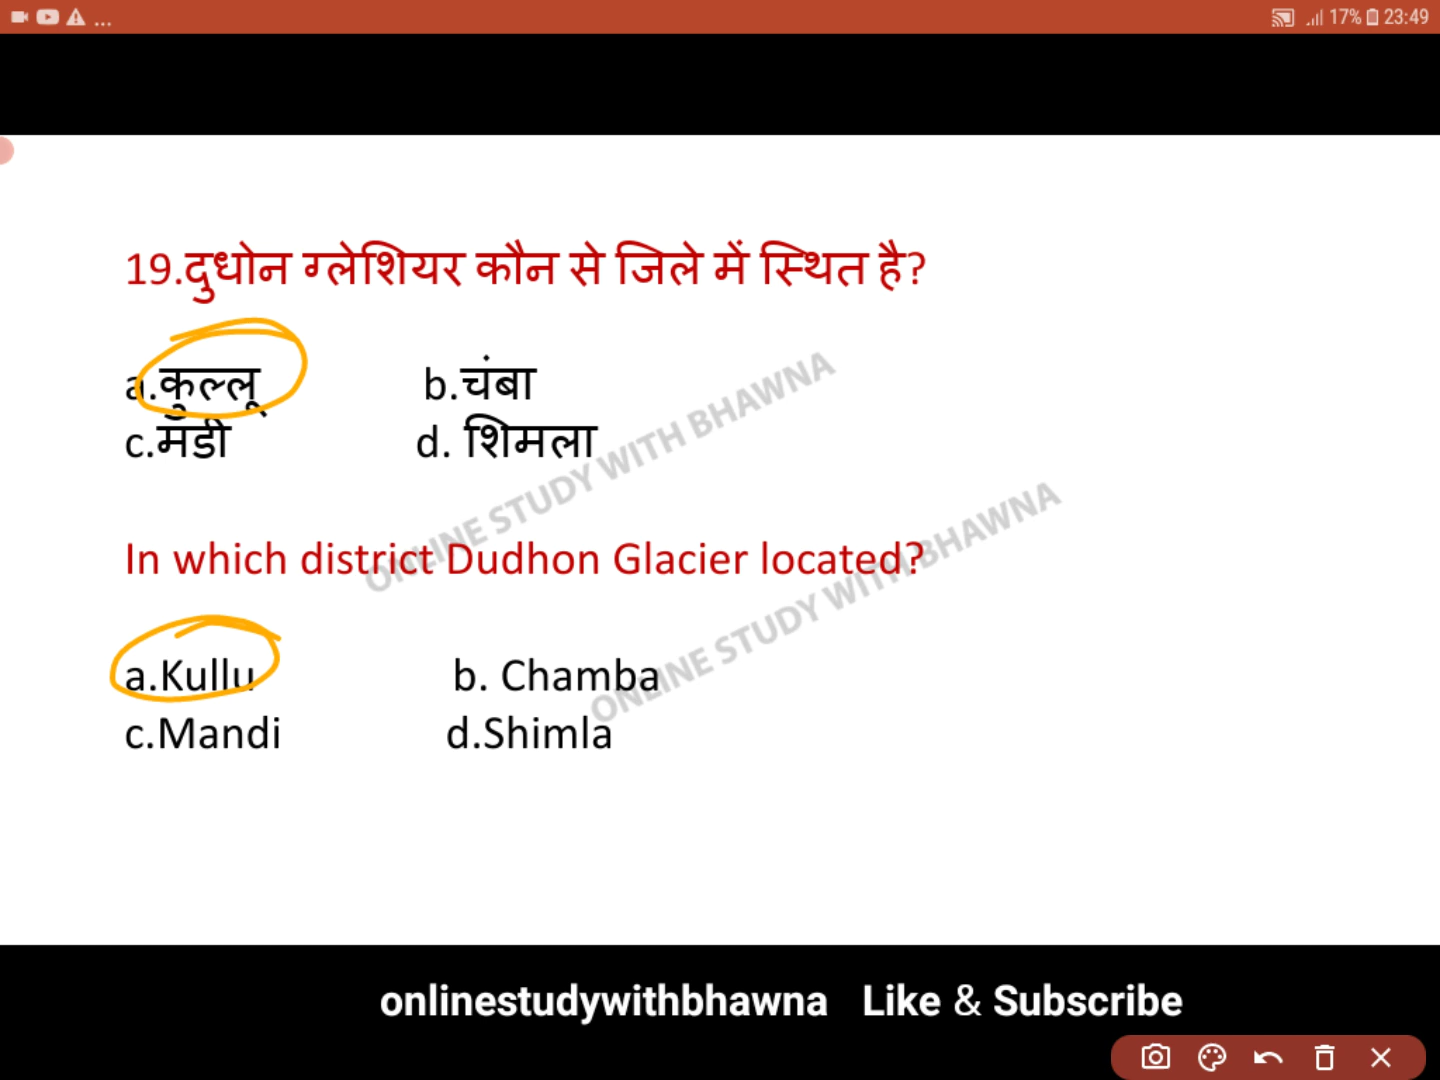 ... 17% 23:49
19.दुधोन ग्लेशियर कौन से जिले में स्थित है?
a.कुल्लू b.चंबा
c.मंडी d. शिमला
In which district Dudhon Glacier located?
a.Kullu b. Chamba
c.Mandi d.Shimla
ONLINE STUDY WITH BHAWNA
ONLINE STUDY WITH BHAWNA
onlinestudywithbhawna Like & Subscribe